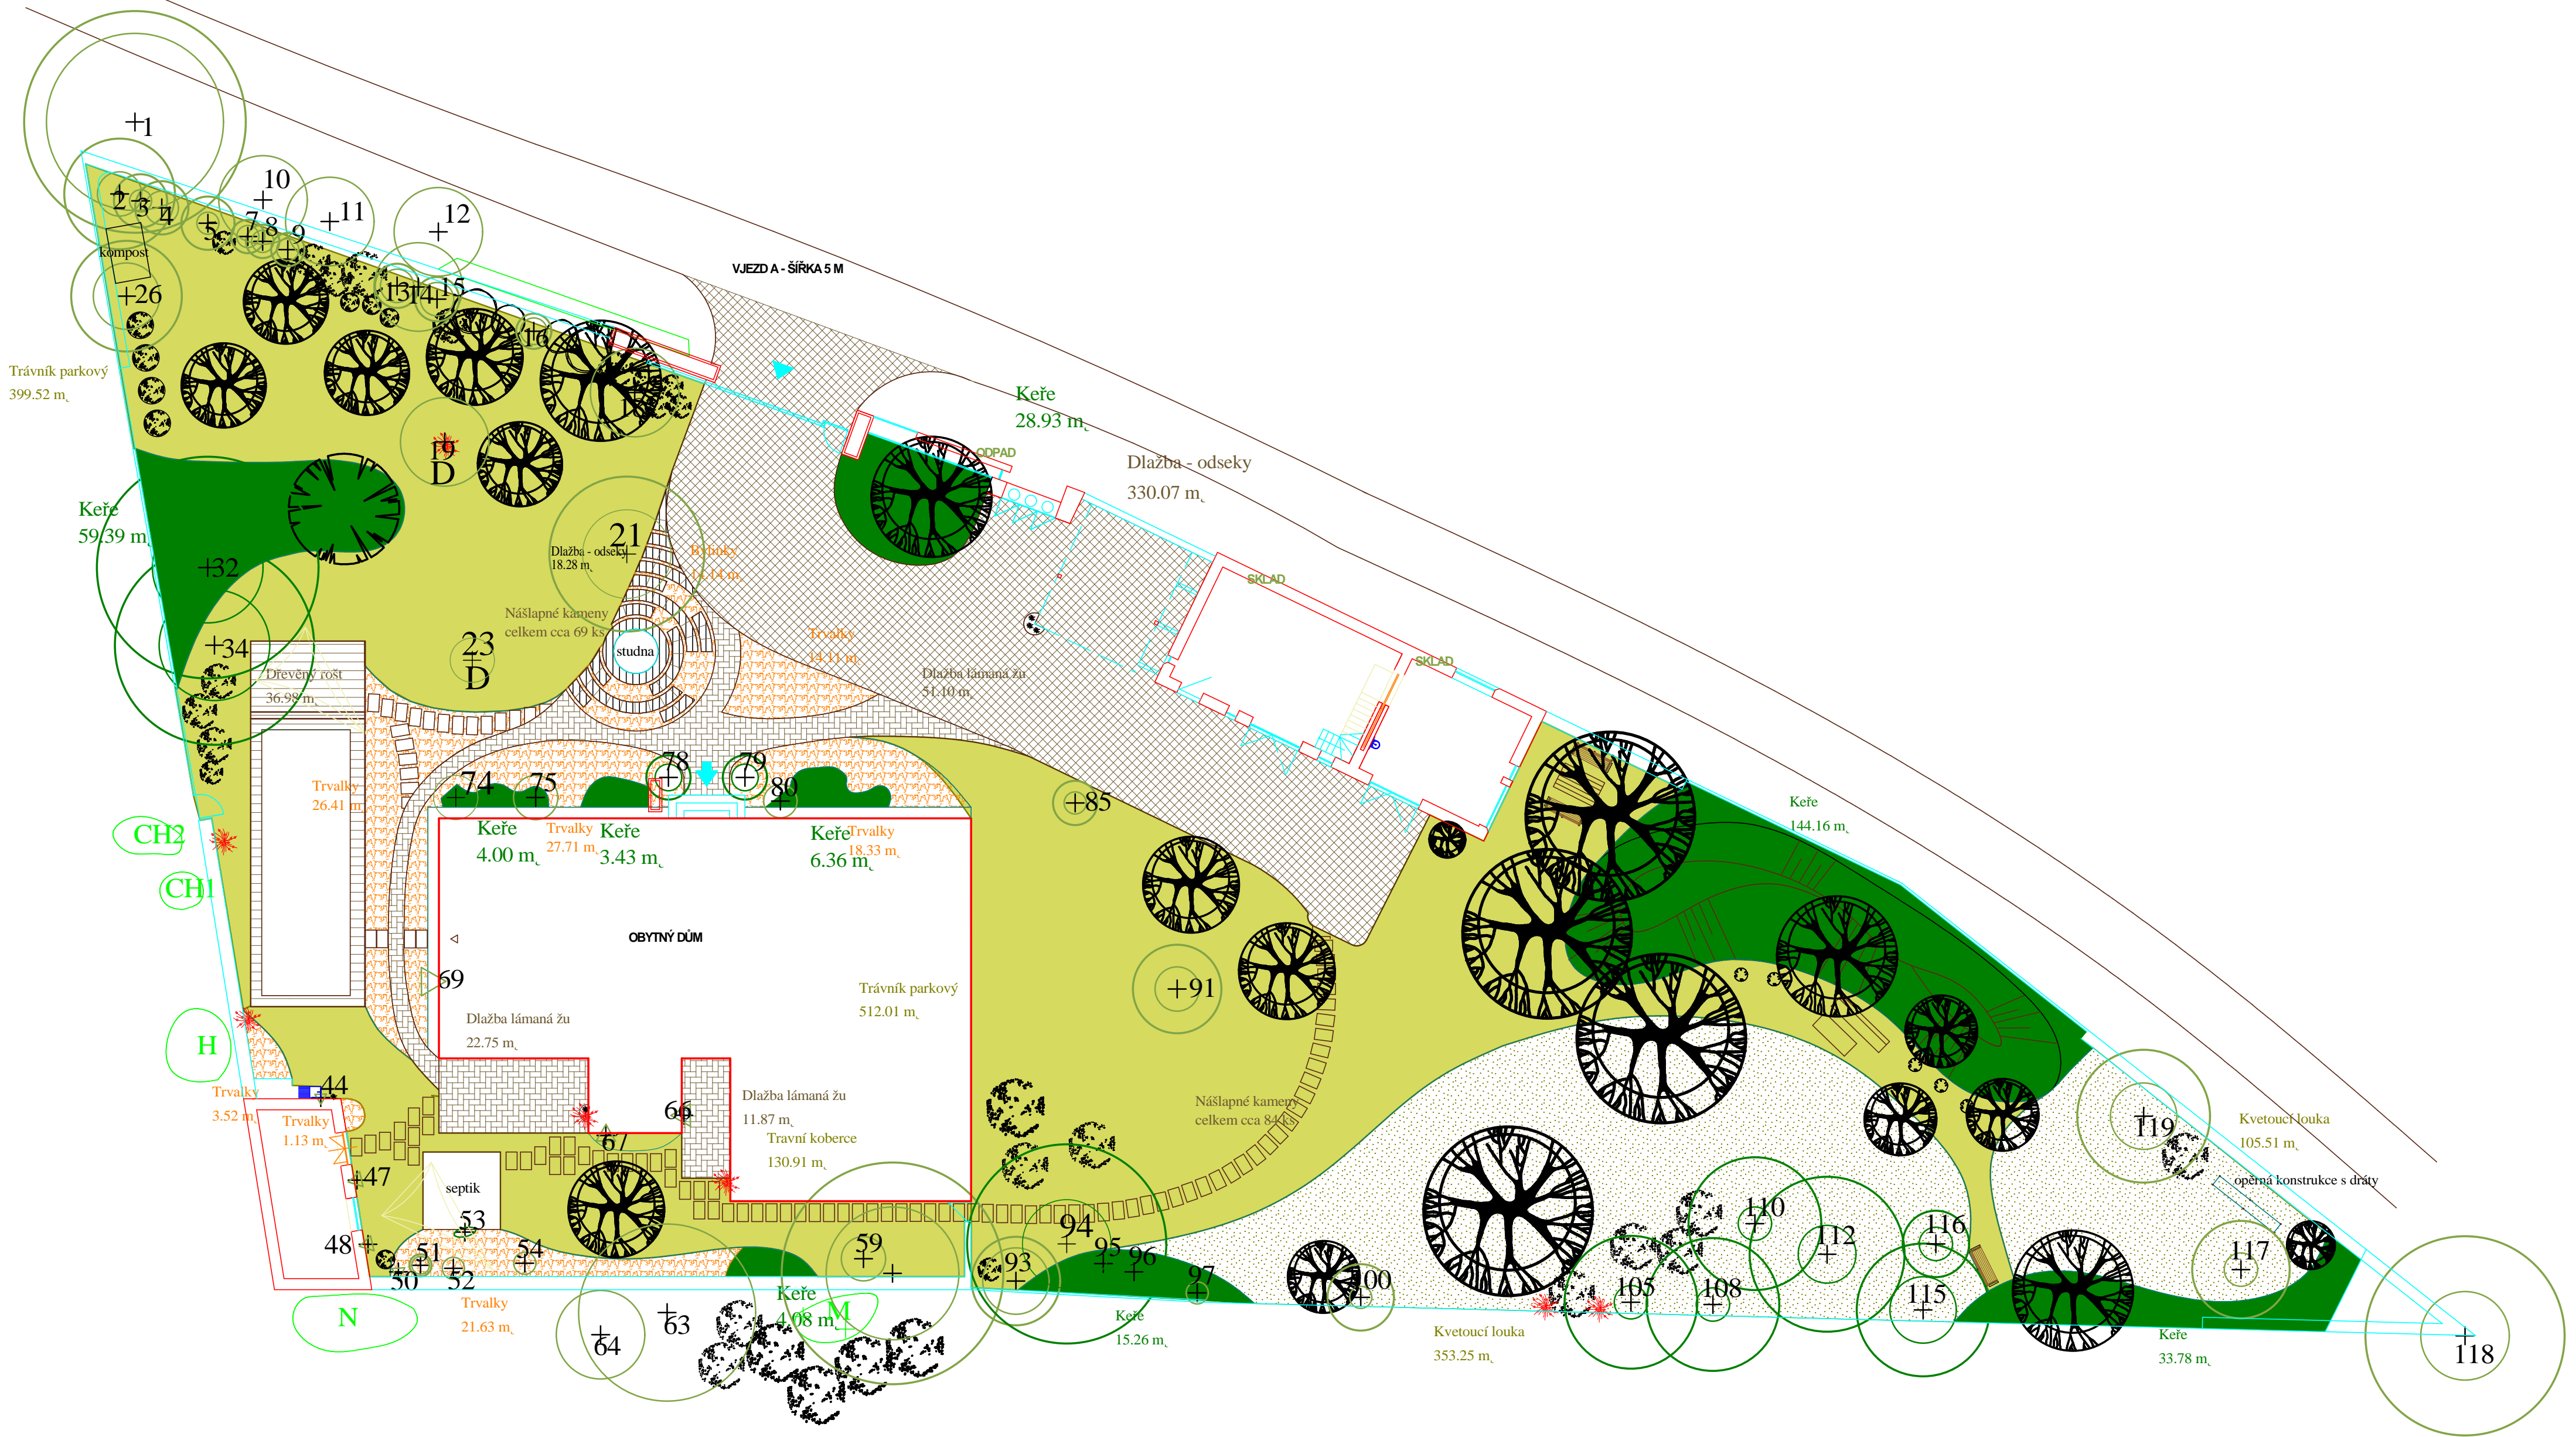 1
10
11
12
2
3
4
5
7
8
9
kompost
26
13
14
15
16
VJEZD A - ŠÍŘKA 5 M
Trávník parkový
399.52 m
19
D
Keře
28.93 m
ODPAD
Dlažba - odseky
330.07 m
Keře
59.39 m
21
Dlažba - odseky
18.28 m
Bylinky
14.14 m
32
SKLAD
Nášlapné kameny
celkem cca 69 ks
34
23
D
studna
Trvalky
14.11 m
SKLAD
Dřevěný rošt
36.98 m
Dlažba lámaná žu
51.10 m
78
79
Trvalky
26.41 m
74
75
80
85
Keře
144.16 m
CH2
Keře
4.00 m
Trvalky
27.71 m
Keře
3.43 m
Keře
6.36 m
Trvalky
18.33 m
CH1
OBYTNÝ DŮM
69
Trávník parkový
512.01 m
91
Dlažba lámaná žu
22.75 m
H
44
Trvalky
3.52 m
Trvalky
1.13 m
66
67
Dlažba lámaná žu
11.87 m
Nášlapné kameny
celkem cca 84 ks
119
Kvetoucí louka
105.51 m
Travní koberce
130.91 m
47
septik
opěrná konstrukce s dráty
53
48
51
54
50
52
59
94
95
96
93
97
100
105
108
110
112
115
116
117
118
N
Trvalky
21.63 m
64
63
Keře
4.08 m
M
Keře
15.26 m
Kvetoucí louka
353.25 m
Keře
33.78 m